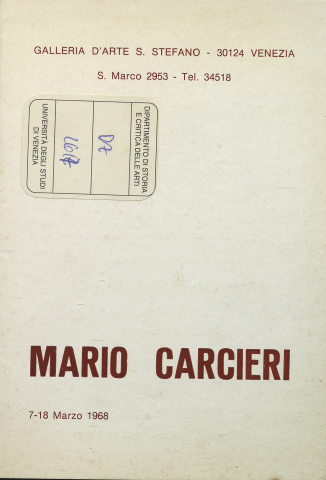 GALLERIA D'ARTE S. STEFANO - 30124 VENEZIA
S. Marco 2953 - Tel. 34518
DIPARTIMENTO DI STORIA
E CRITICA DELLE ARTI
DZ
UNIVERSITÀ DEGLI STUDI
DI VENEZIA
MARIO CARCIERI
7-18 Marzo 1968